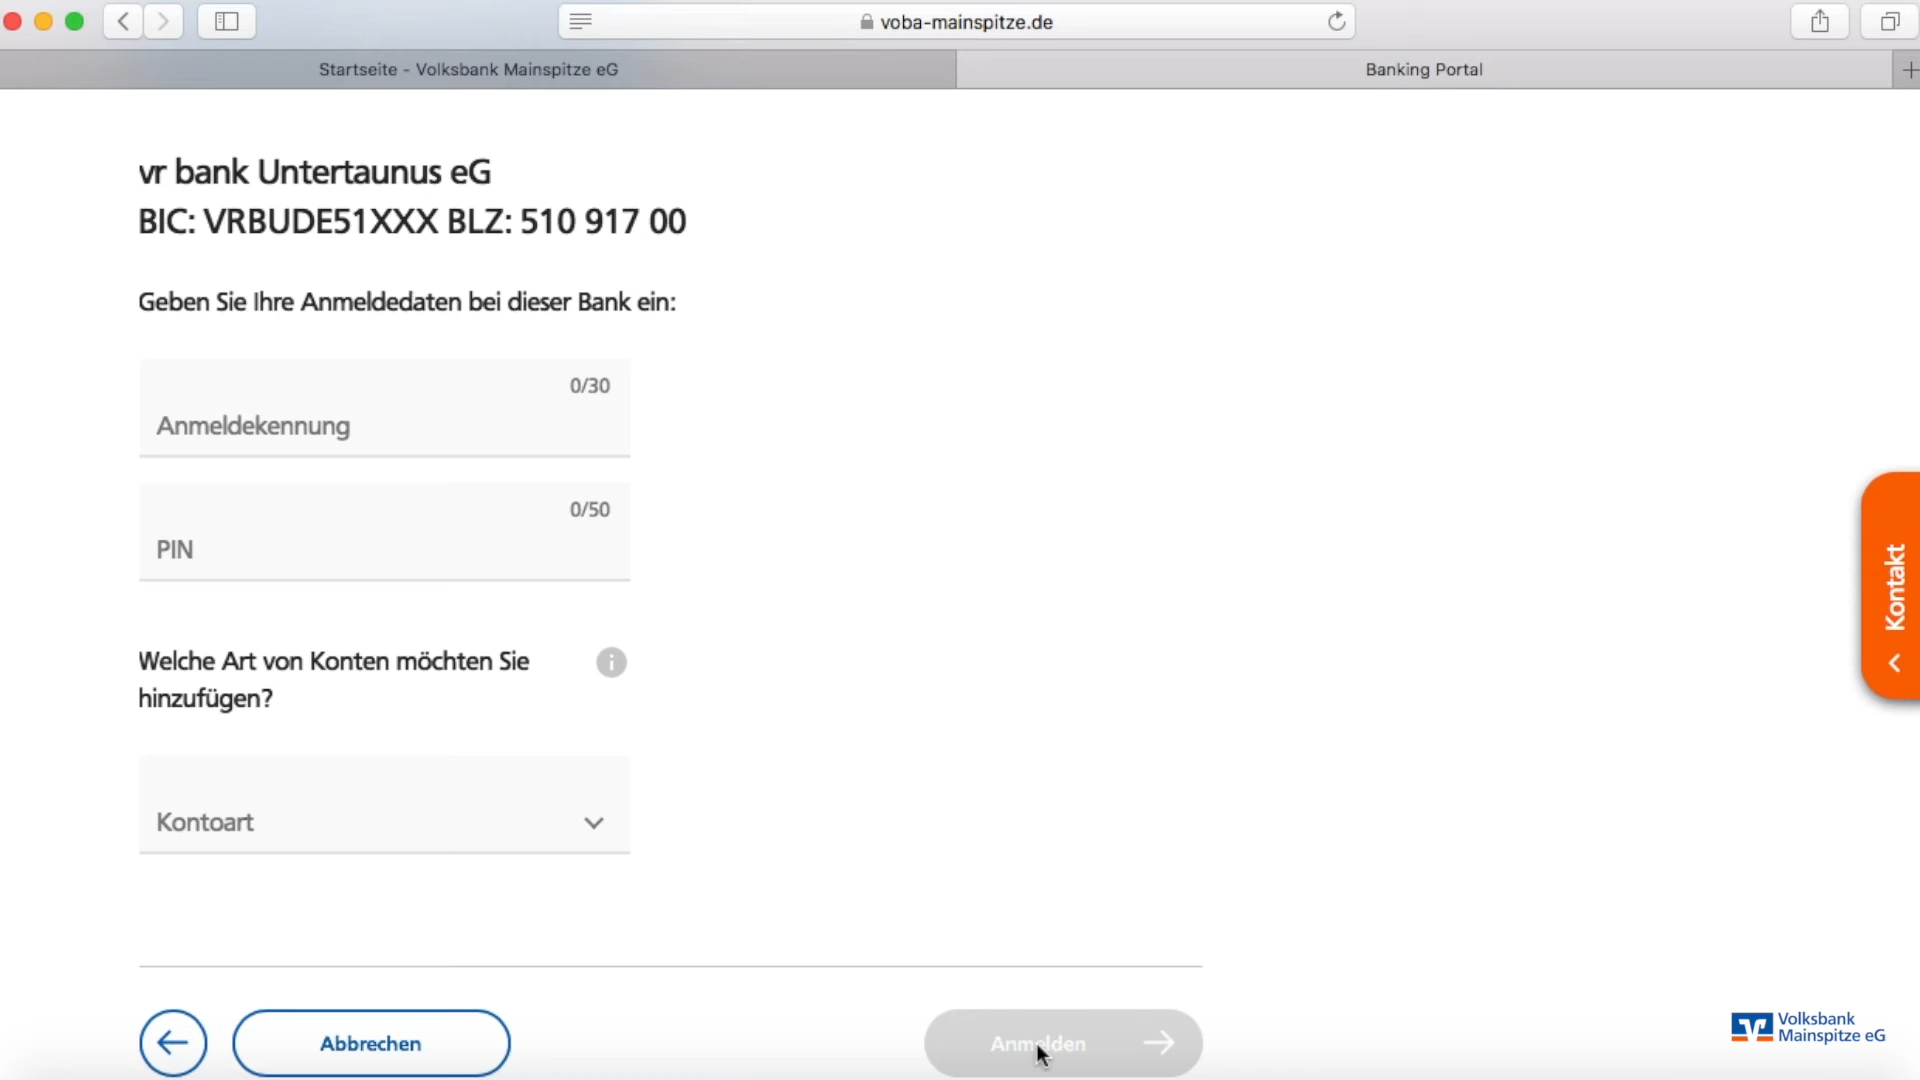 voba-mainspitze.de
Startseite - Volksbank Mainspitze eG
Banking Portal
vr bank Untertaunus eG
BIC: VRBUDE51XXX BLZ: 510 917 00
Geben Sie Ihre Anmeldedaten bei dieser Bank ein:
0/30
Anmeldekennung
0/50
PIN
Welche Art von Konten möchten Sie
hinzufügen?
Kontoart
Kontakt
Abbrechen
Anmelden
Volksbank
Mainspitze eG